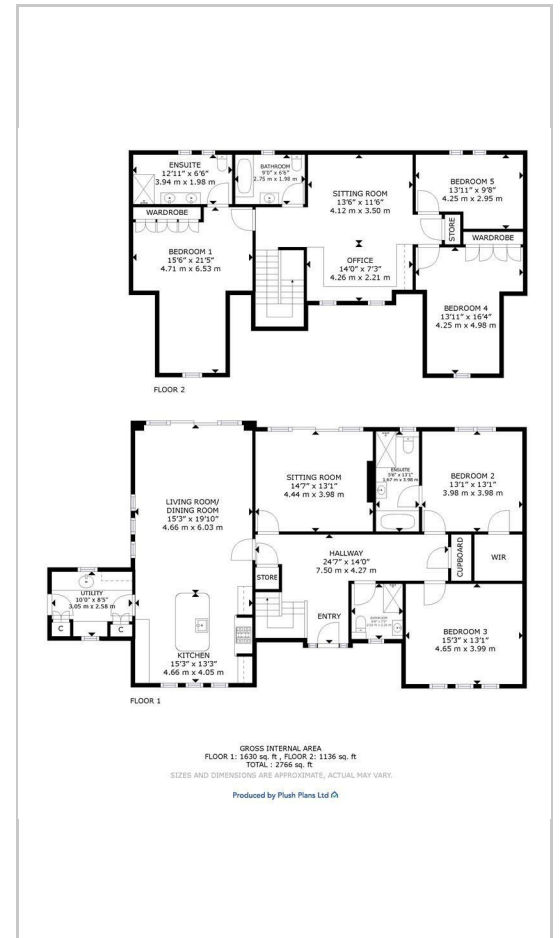 ENSUITE
12'11" x 6'6"
3.94 m x 1.98 m
BATHROOM
9'0" x 6'6"
2.75 m x 1.98 m
SITTING ROOM
13'6" x 11'6"
4.12 m x 3.50 m
BEDROOM 5
13'11" x 9'8"
4.25 m x 2.95 m
WARDROBE
STORE
WARDROBE
BEDROOM 1
15'6" x 21'5"
4.71 m x 6.53 m
OFFICE
14'0" x 7'3"
4.26 m x 2.21 m
BEDROOM 4
13'11" x 16'4"
4.25 m x 4.98 m
FLOOR 2
SITTING ROOM
14'7" x 13'1"
4.44 m x 3.98 m
ENSUITE
5'6" x 13'1"
1.67 m x 3.98 m
BEDROOM 2
13'1" x 13'1"
3.98 m x 3.98 m
LIVING ROOM/
DINING ROOM
15'3" x 19'10"
4.66 m x 6.03 m
HALLWAY
24'7" x 14'0"
7.50 m x 4.27 m
CUPBOARD
WIR
STORE
UTILITY
10'0" x 8'5"
3.05 m x 2.58 m
C
C
ENTRY
BEDROOM 3
15'3" x 13'1"
4.65 m x 3.99 m
KITCHEN
15'3" x 13'3"
4.66 m x 4.05 m
FLOOR 1
GROSS INTERNAL AREA
FLOOR 1: 1630 sq. ft , FLOOR 2: 1136 sq. ft
TOTAL : 2766 sq. ft
SIZES AND DIMENSIONS ARE APPROXIMATE, ACTUAL MAY VARY.
Produced by Plush Plans Ltd